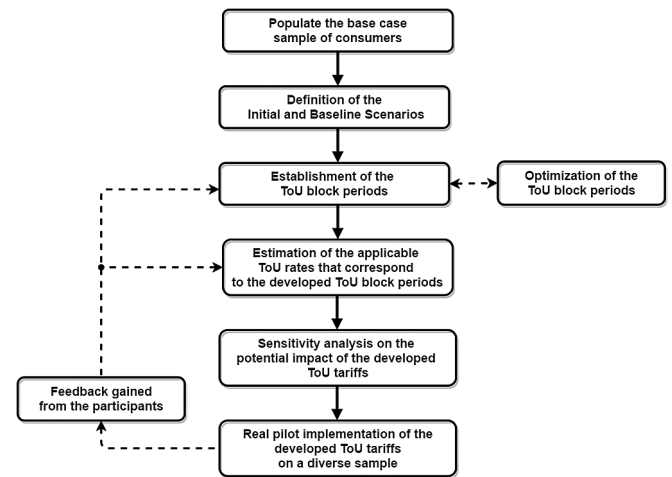 Populate the base case
sample of consumers
Definition of the
Initial and Baseline Scenarios
Establishment of the
ToU block periods
Optimization of the
ToU block periods
Estimation of the applicable
ToU rates that correspond
to the developed ToU block periods
Sensitivity analysis on the
potential impact of the developed
ToU tariffs
Feedback gained
from the participants
Real pilot implementation of the
developed ToU tariffs
on a diverse sample